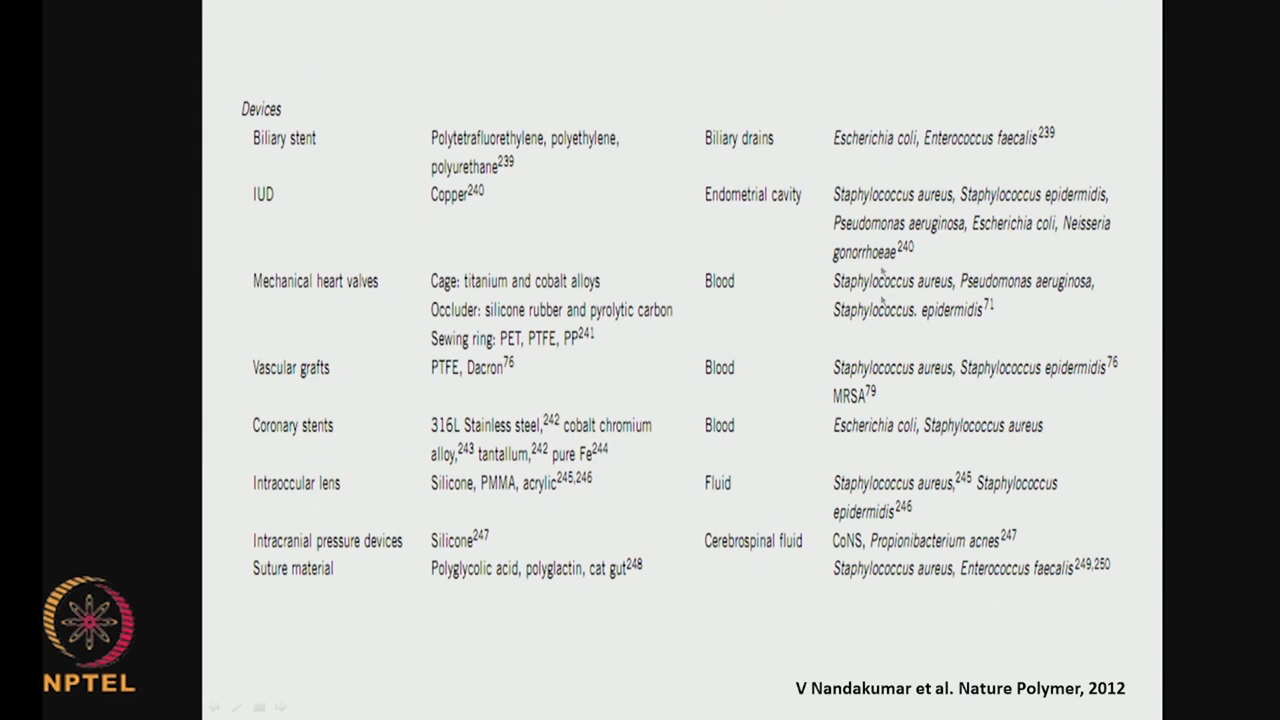 Devices
Biliary stent Polytetrafluorethylene, polyethylene, Biliary drains Escherichia coli, Enterococcus faecalis239
polyurethane239
IUD Copper240 Endometrial cavity Staphylococcus aureus, Staphylococcus epidermidis,
Pseudomonas aeruginosa, Escherichia coli, Neisseria
gonorrhoeae240
Mechanical heart valves Cage: titanium and cobalt alloys Blood Staphylococcus aureus, Pseudomonas aeruginosa,
Occluder: silicone rubber and pyrolytic carbon Staphylococcus. epidermidis71
Sewing ring: PET, PTFE, PP241
Vascular grafts PTFE, Dacron76 Blood Staphylococcus aureus, Staphylococcus epidermidis76
MRSA79
Coronary stents 316L Stainless steel,242 cobalt chromium Blood Escherichia coli, Staphylococcus aureus
alloy,243 tantallum,242 pure Fe244
Intraoccular lens Silicone, PMMA, acrylic245,246 Fluid Staphylococcus aureus,245 Staphylococcus
epidermidis246
Intracranial pressure devices Silicone247 Cerebrospinal fluid CoNS, Propionibacterium acnes247
Suture material Polyglycolic acid, polyglactin, cat gut248 Staphylococcus aureus, Enterococcus faecalis249,250
NPTEL
V Nandakumar et al. Nature Polymer, 2012